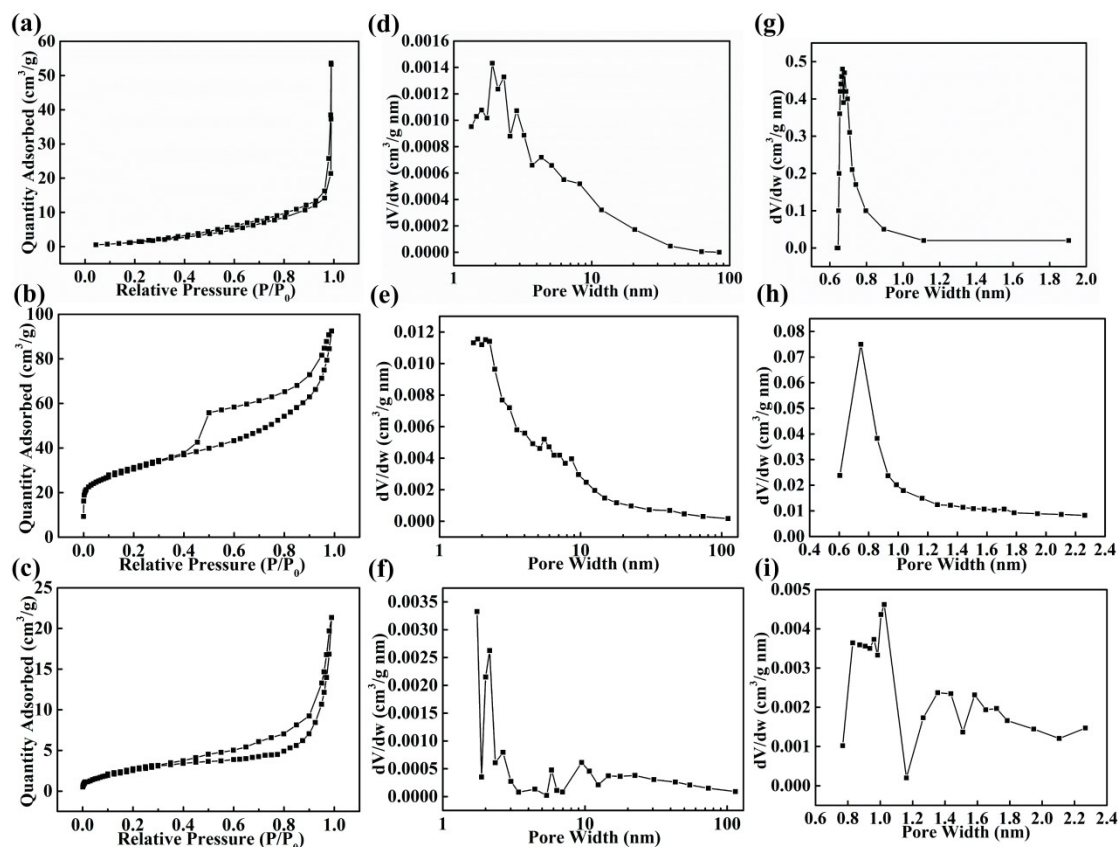 (a)
Quantity Adsorbed (cm³/g)
60
50
40
30
20
10
0
0.0 0.2 0.4 0.6 0.8 1.0
Relative Pressure (P/P₀)
(d)
dV/dw (cm³/g nm)
0.0016
0.0014
0.0012
0.0010
0.0008
0.0006
0.0004
0.0002
0.0000
1 10 100
Pore Width (nm)
(g)
dV/dw (cm³/g nm)
0.5
0.4
0.3
0.2
0.1
0.0
0.6 0.8 1.0 1.2 1.4 1.6 1.8 2.0
Pore Width (nm)
(b)
Quantity Adsorbed (cm³/g)
100
80
60
40
20
0
0.0 0.2 0.4 0.6 0.8 1.0
Relative Pressure (P/P₀)
(e)
dV/dw (cm³/g nm)
0.012
0.010
0.008
0.006
0.004
0.002
0.000
1 10 100
Pore Width (nm)
(h)
dV/dw (cm³/g nm)
0.08
0.07
0.06
0.05
0.04
0.03
0.02
0.01
0.00
0.4 0.6 0.8 1.0 1.2 1.4 1.6 1.8 2.0 2.2 2.4
Pore Width (nm)
(c)
Quantity Adsorbed (cm³/g)
25
20
15
10
5
0
0.0 0.2 0.4 0.6 0.8 1.0
Relative Pressure (P/P₀)
(f)
dV/dw (cm³/g nm)
0.0035
0.0030
0.0025
0.0020
0.0015
0.0010
0.0005
0.0000
1 10 100
Pore Width (nm)
(i)
dV/dw (cm³/g nm)
0.005
0.004
0.003
0.002
0.001
0.000
0.6 0.8 1.0 1.2 1.4 1.6 1.8 2.0 2.2 2.4
Pore Width (nm)